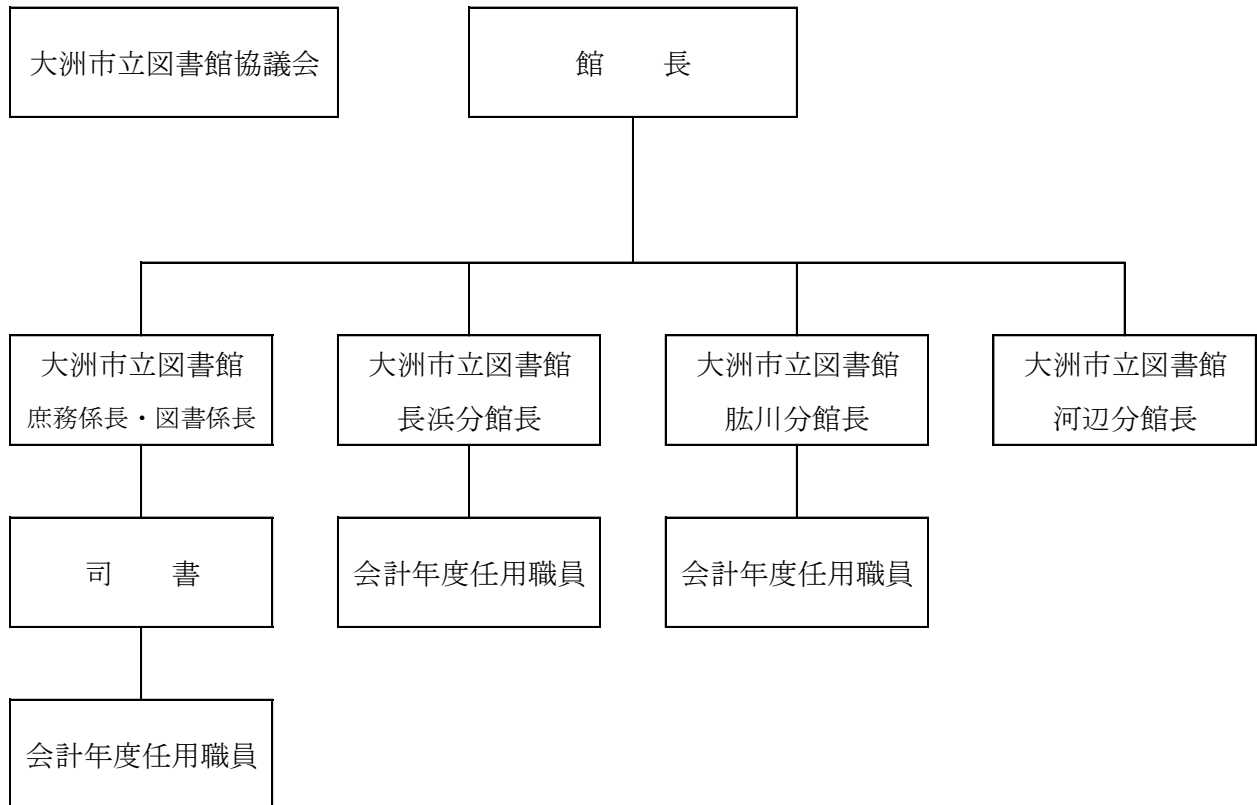 大洲市立図書館協議会
館　　長
大洲市立図書館
庶務係長・図書係長
大洲市立図書館
長浜分館長
大洲市立図書館
肱川分館長
大洲市立図書館
河辺分館長
司　　書
会計年度任用職員
会計年度任用職員
会計年度任用職員